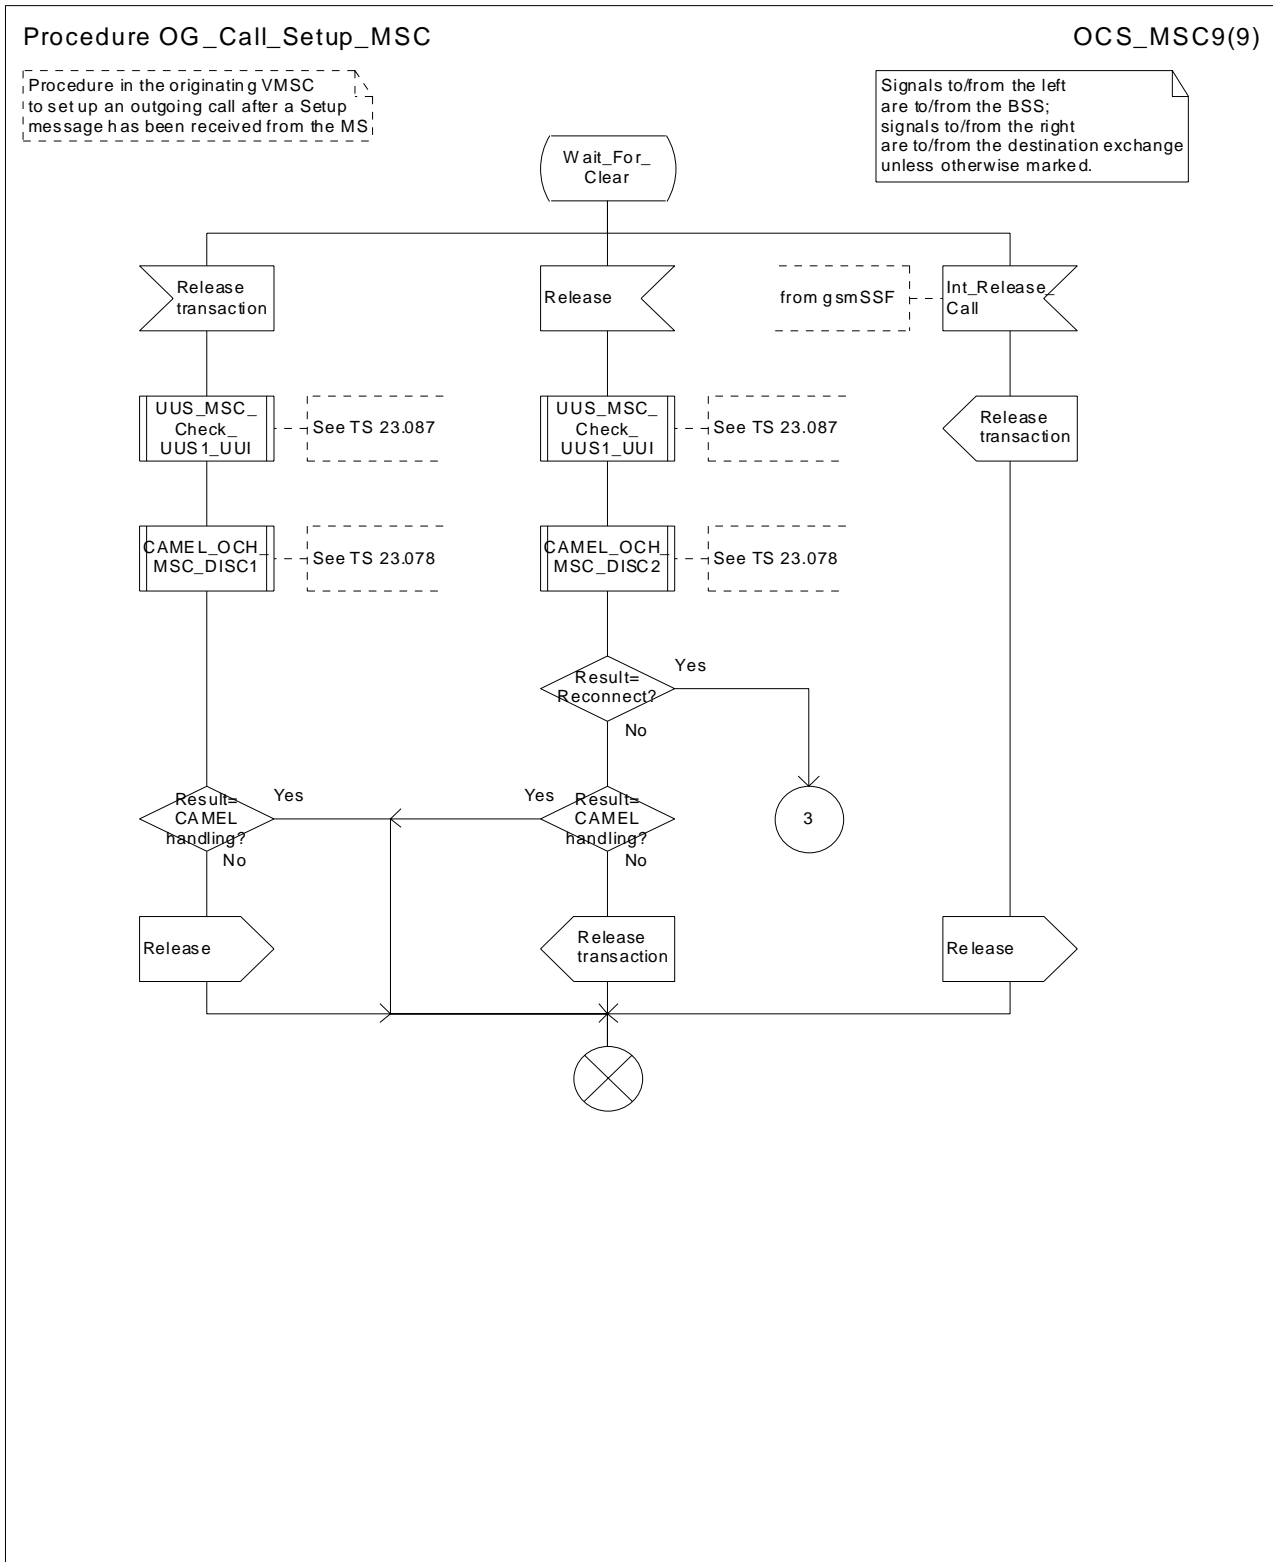 Procedure OG_Call_Setup_MSC
OCS_MSC9(9)
Procedure in the originating VMSC
to set up an outgoing call after a Setup
message has been received from the MS
Signals to/from the left
are to/from the BSS;
signals to/from the right
are to/from the destination exchange
unless otherwise marked.
Wait_For_
Clear
Release
transaction
Release
from gsmSSF
Int_Release_
Call
UUS_MSC_
Check_
UUS1_UUI
See TS 23.087
UUS_MSC_
Check_
UUS1_UUI
See TS 23.087
Release
transaction
CAMEL_OCH_
MSC_DISC1
See TS 23.078
CAMEL_OCH_
MSC_DISC2
See TS 23.078
Result=
Reconnect?
Yes
No
Result=
CAMEL
handling?
Yes
No
Yes
Result=
CAMEL
handling?
No
3
Release
Release
transaction
Release